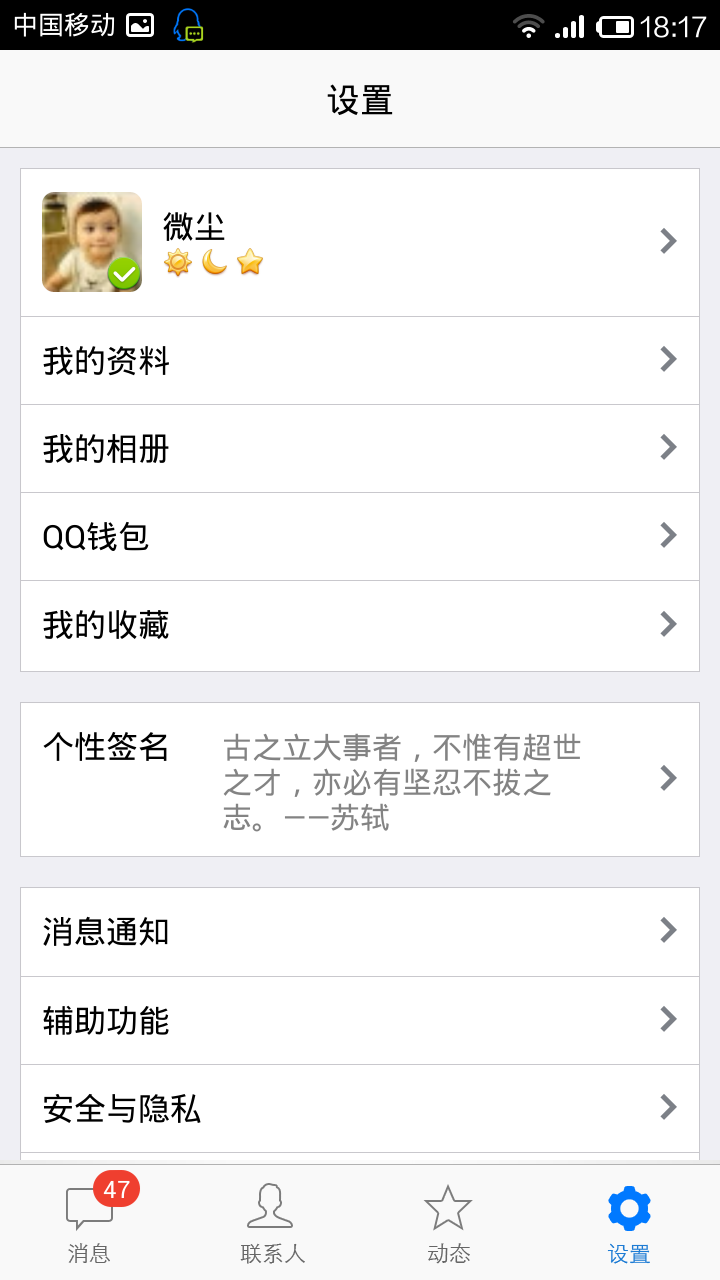 中国移动 18:17
设置
微尘
我的资料
我的相册
QQ钱包
我的收藏
个性签名
古之立大事者，不惟有超世
之才，亦必有坚忍不拔之
志。——苏轼
消息通知
辅助功能
安全与隐私
47
消息 联系人 动态 设置